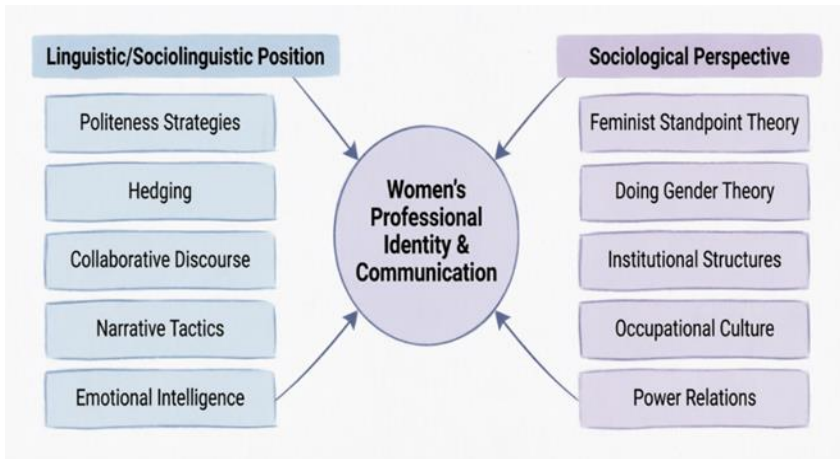 Linguistic/Sociolinguistic Position
Politeness Strategies
Hedging
Collaborative Discourse
Narrative Tactics
Emotional Intelligence
Women's
Professional
Identity &
Communication
Sociological Perspective
Feminist Standpoint Theory
Doing Gender Theory
Institutional Structures
Occupational Culture
Power Relations